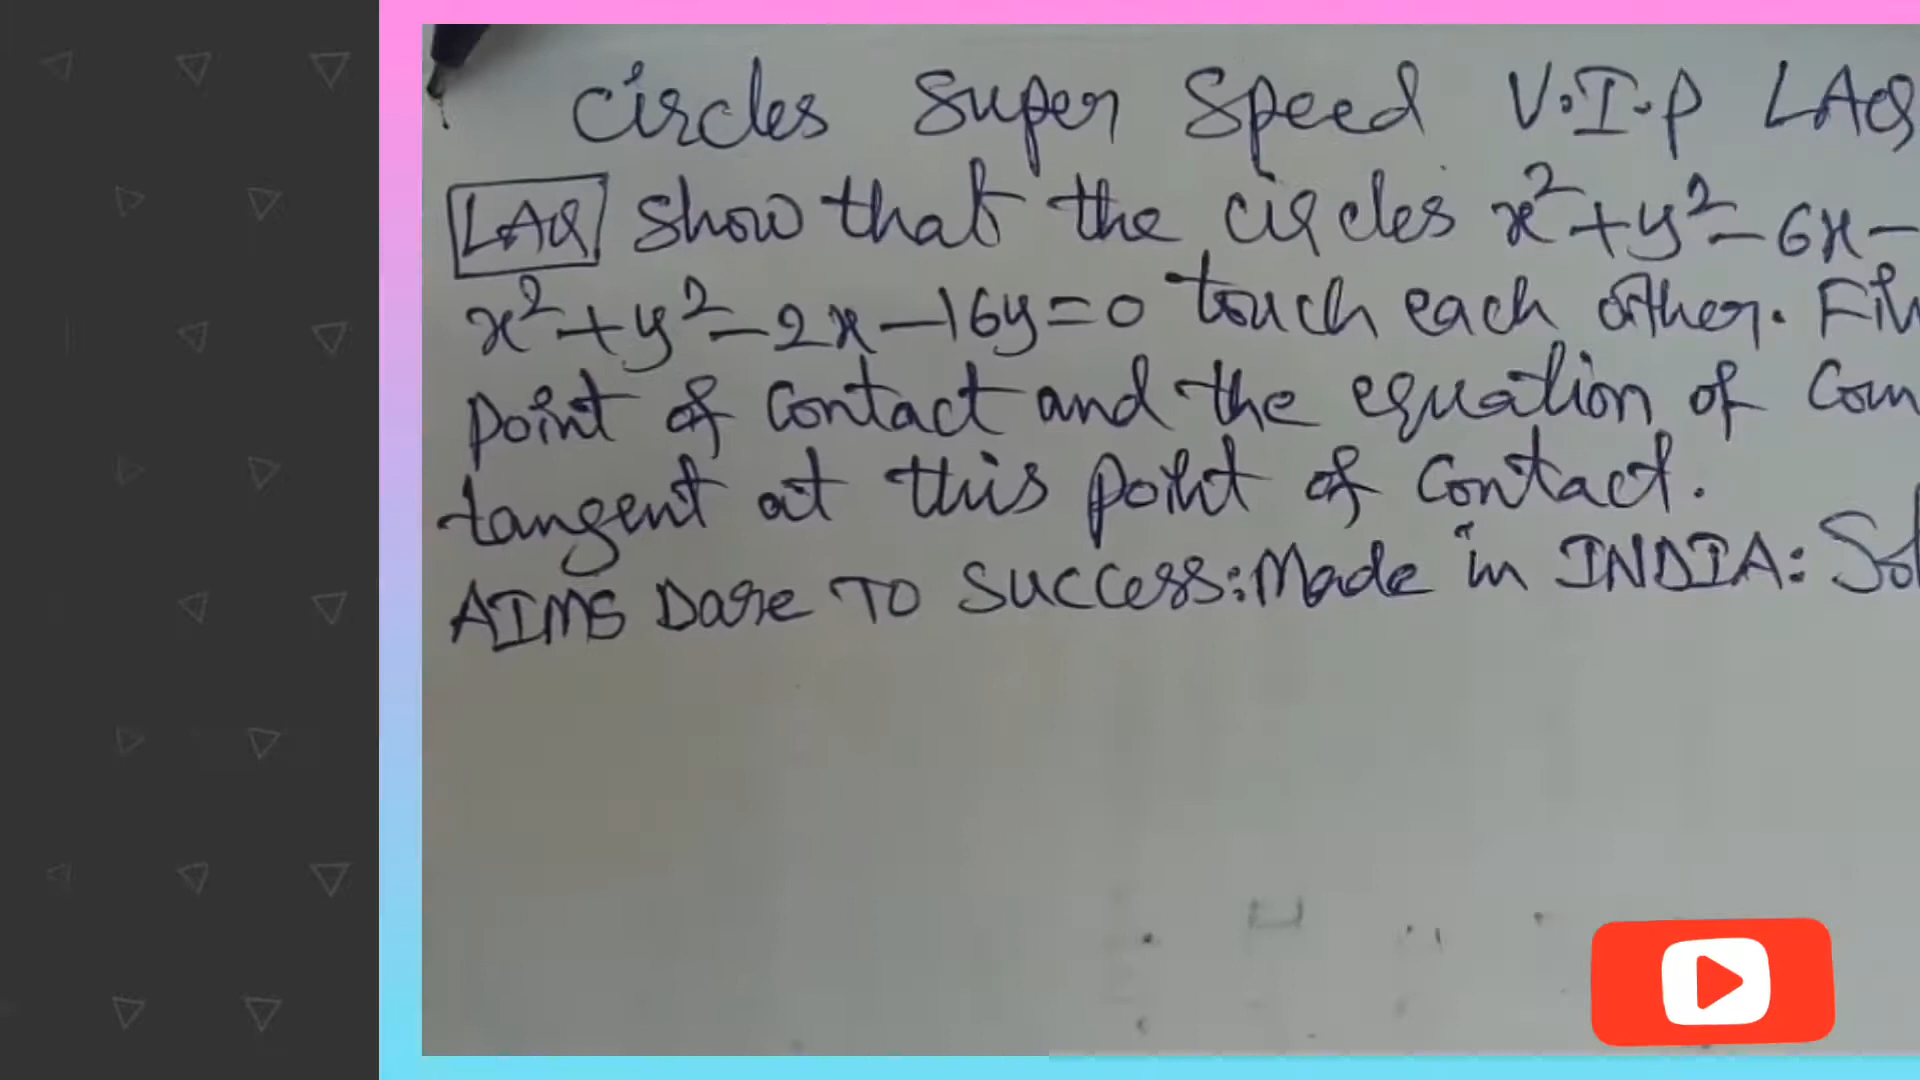 Circles Super Speed V.I.P LAQ
LAQ Show that the circles x²+y²-6x-
x²+y²-2x-16y=0 touch each other. Fin
point of contact and the equation of Com
tangent at this point of contact.
AIMS Dare TO Success: Made in INDIA: Sol